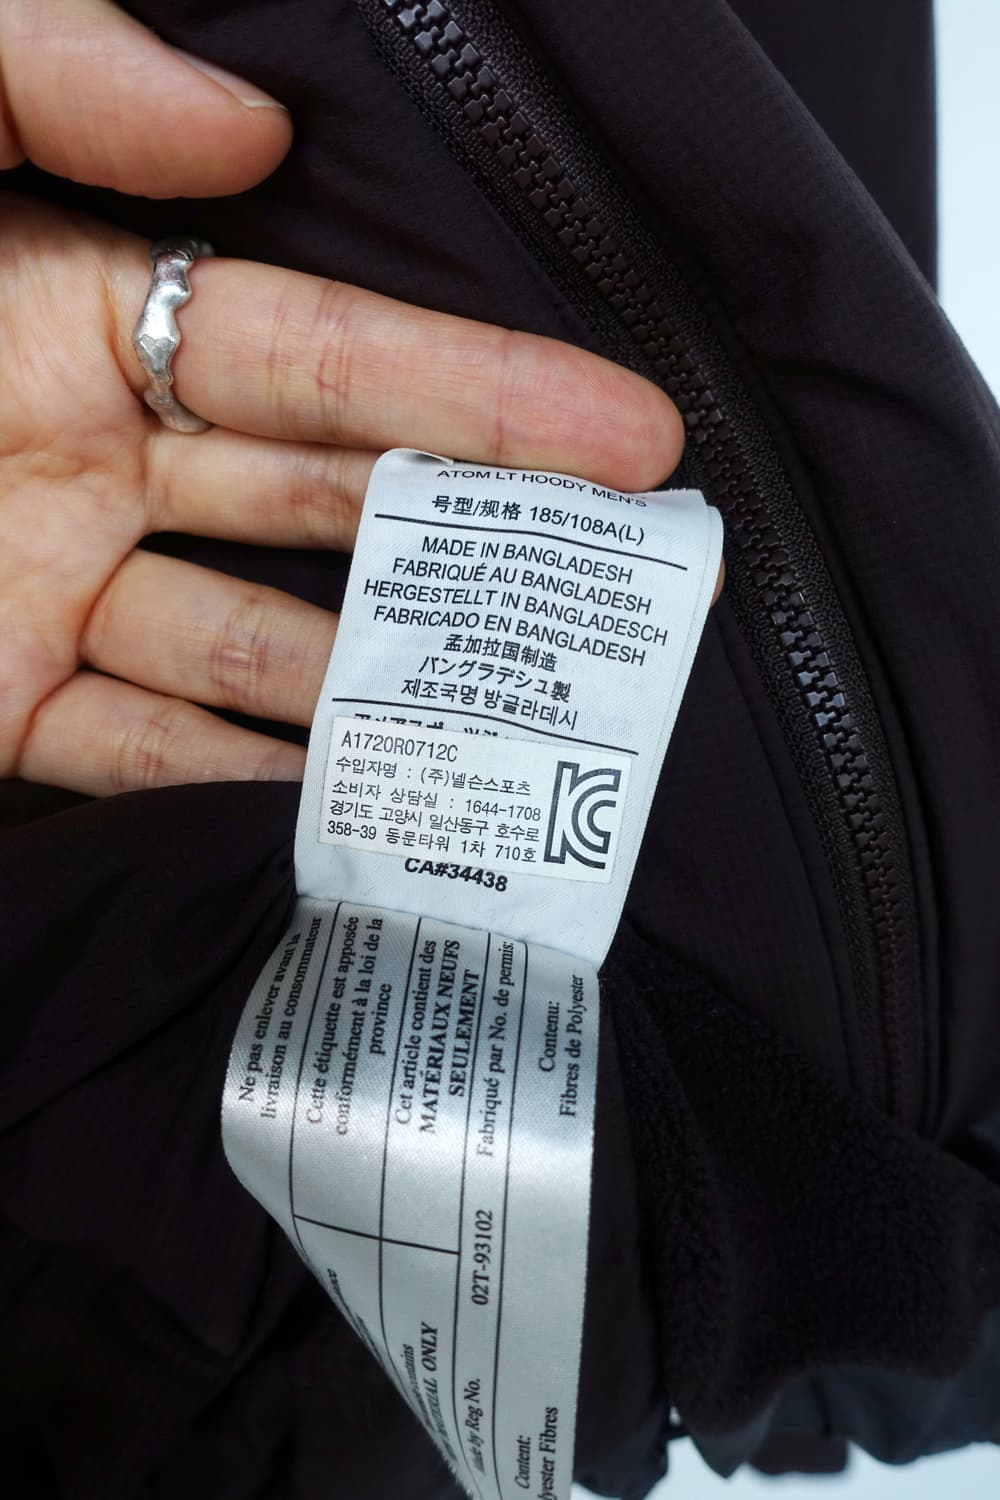 ATOM LT HOODY MEN'S
号型/规格 185/108A(L)
MADE IN BANGLADESH
FABRIQUÉ AU BANGLADESH
HERGESTELLT IN BANGLADESCH
FABRICADO EN BANGLADESH
孟加拉国制造
バングラデシュ製
제조국명 방글라데시
A1720R0712C
수입자명 : (주)넬슨스포츠
소비자 상담실 : 1644-1708
경기도 고양시 일산동구 호수로
358-39 동문타워 1차 710호
CA#34438
Ne pas enlever avant la
livraison au consommateur
Cette étiquette est apposée
conformément à la loi de la
province
Cet article contient des
MATÉRIAUX NEUFS
SEULEMENT
Fabriqué par No. de permis:
02T-93102
Contenu:
Fibres de Polyester
MATERIAL ONLY
Made by Reg No.
Content:
Fibres